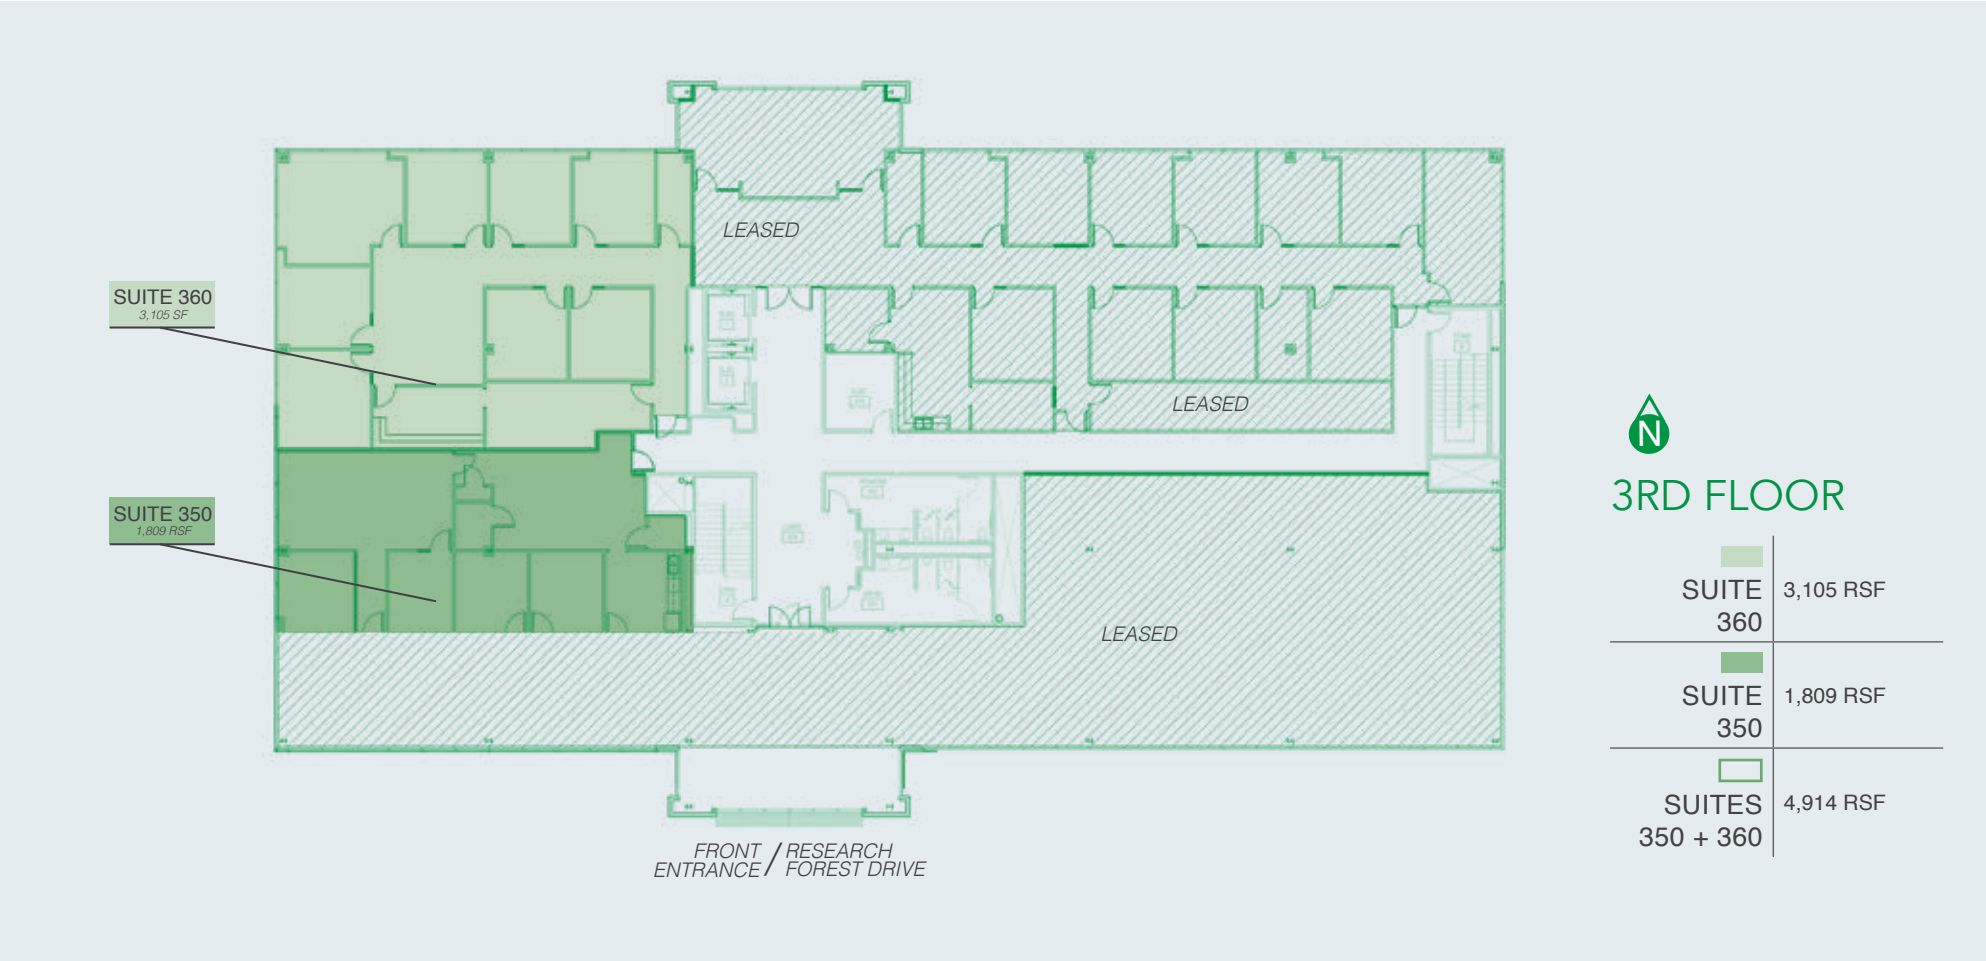 LEASED
SUITE 360
3,105 SF
LEASED
SUITE 350
1,809 RSF
LEASED
FRONT / RESEARCH
ENTRANCE / FOREST DRIVE
N
3RD FLOOR
SUITE 3,105 RSF
360
SUITE 1,809 RSF
350
SUITES 4,914 RSF
350 + 360